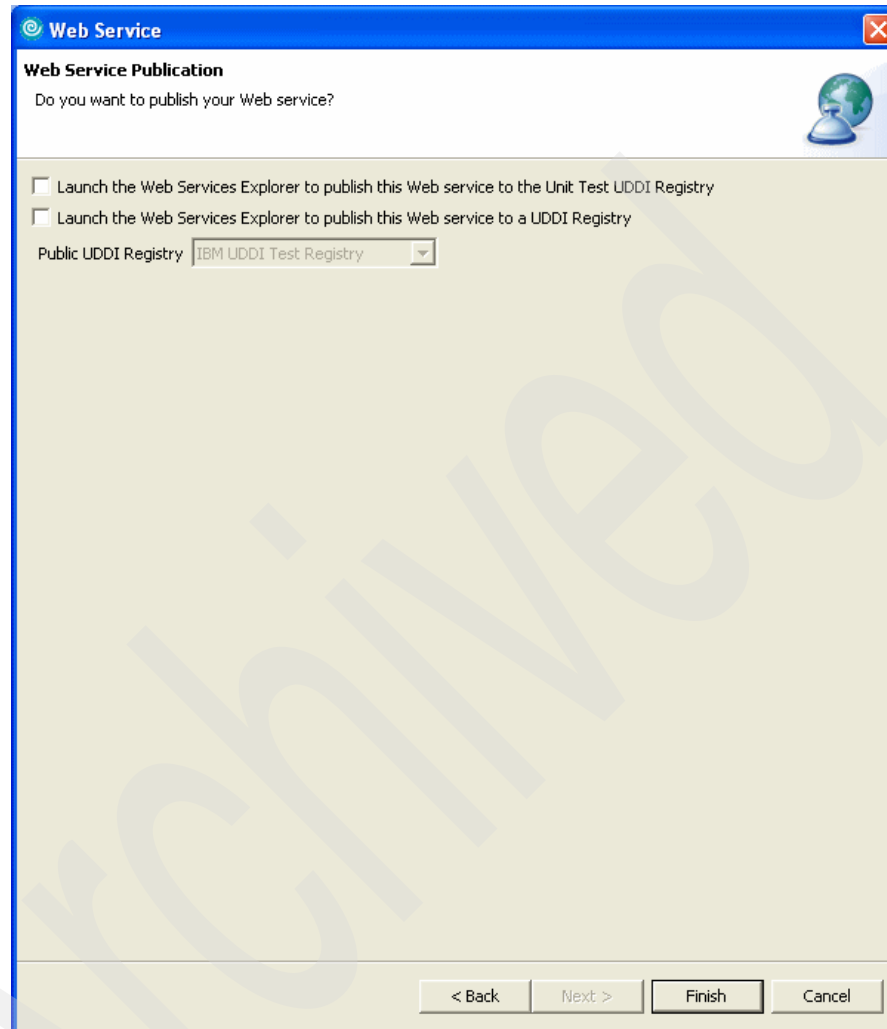 Web Service
Web Service Publication
Do you want to publish your Web service?
Launch the Web Services Explorer to publish this Web service to the Unit Test UDDI Registry
Launch the Web Services Explorer to publish this Web service to a UDDI Registry
Public UDDI Registry IBM UDDI Test Registry
< Back Next > Finish Cancel
Archived